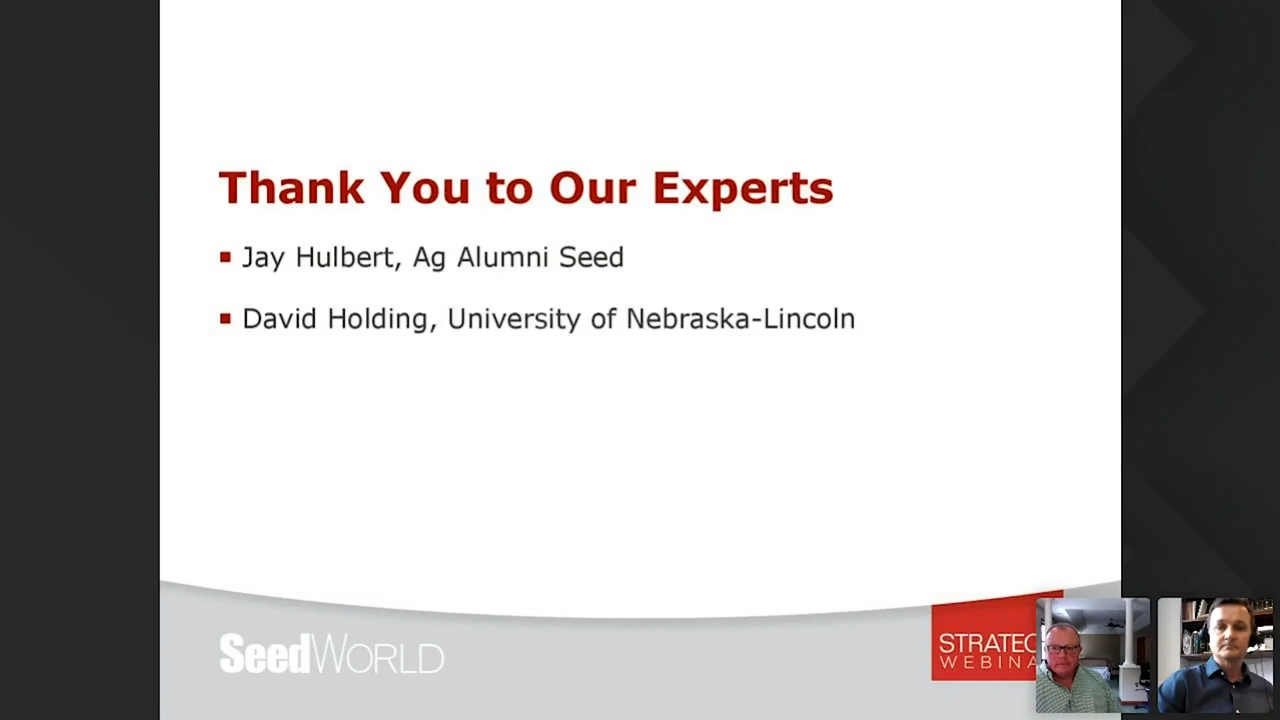 Thank You to Our Experts
Jay Hulbert, Ag Alumni Seed
David Holding, University of Nebraska-Lincoln
SeedWORLD
STRATEG
WEBINA